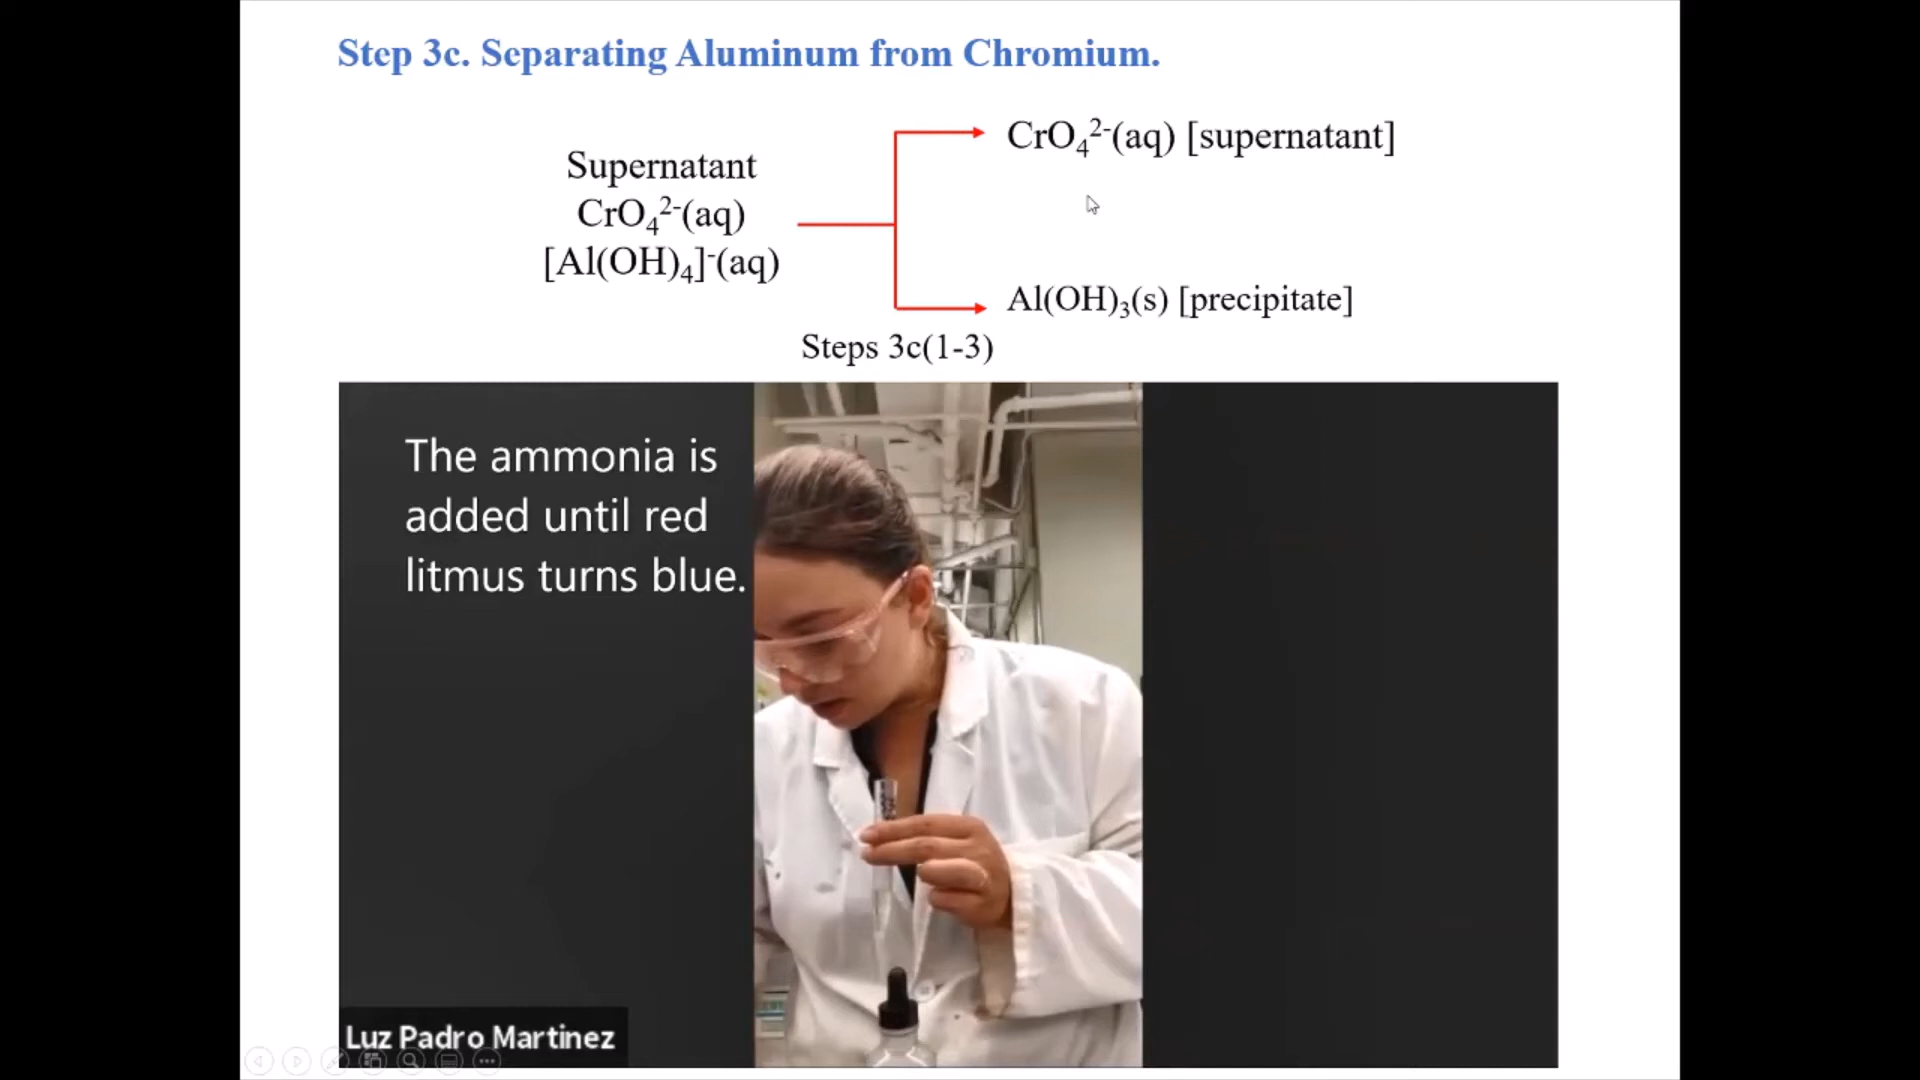 Step 3c. Separating Aluminum from Chromium.
Supernatant
CrO₄²⁻(aq)
[Al(OH)₄]⁻(aq)
CrO₄²⁻(aq) [supernatant]
Al(OH)₃(s) [precipitate]
Steps 3c(1-3)
The ammonia is
added until red
litmus turns blue.
Luz Padro Martinez